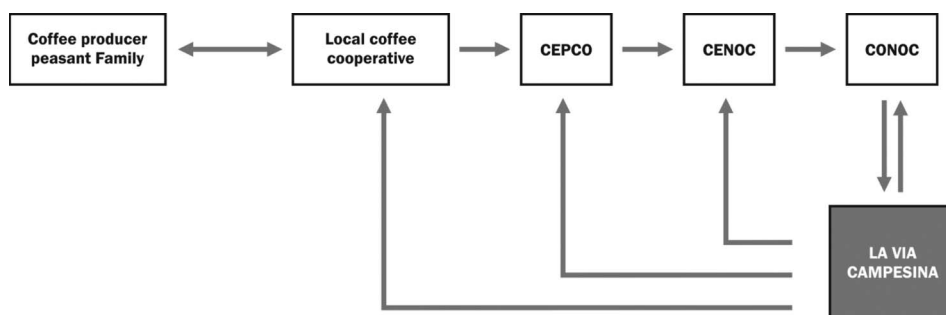 Coffee producer
peasant Family
Local coffee
cooperative
CEPCO
CENOC
CONOC
LA VIA
CAMPESINA